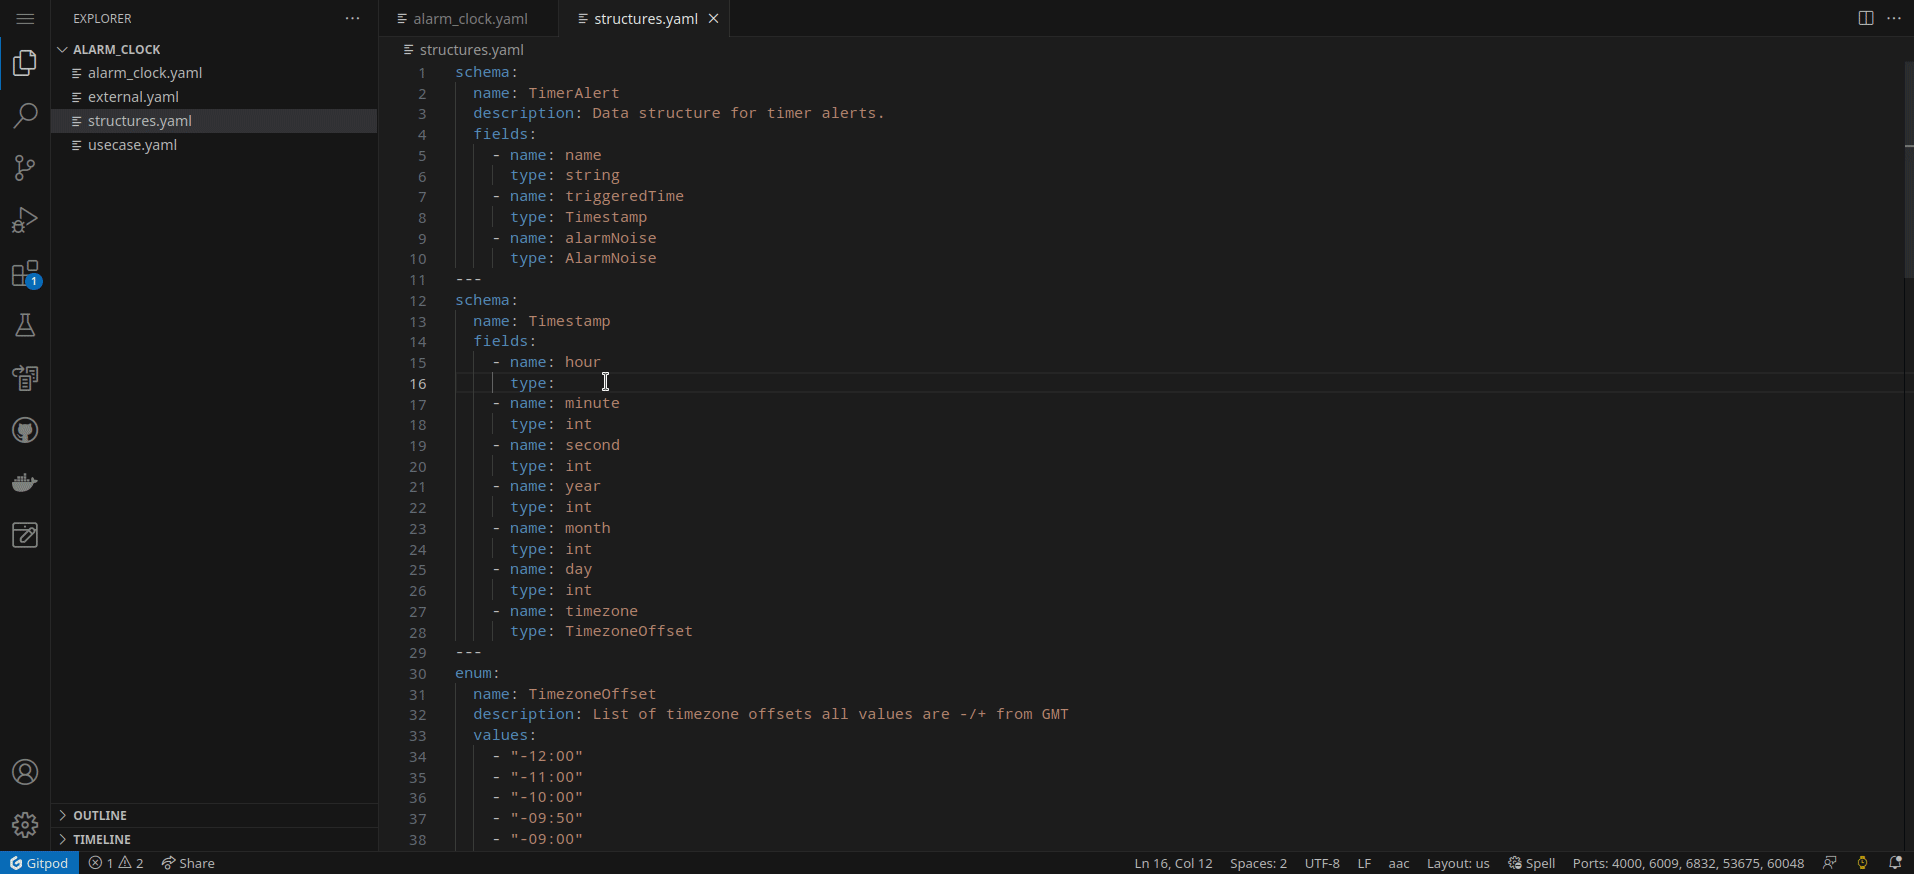 EXPLORER
ALARM_CLOCK
alarm_clock.yaml
external.yaml
structures.yaml
usecase.yaml
1
OUTLINE
TIMELINE
alarm_clock.yaml
structures.yaml
structures.yaml
1 schema:
2 name: TimerAlert
3 description: Data structure for timer alerts.
4 fields:
5 - name: name
6 type: string
7 - name: triggeredTime
8 type: Timestamp
9 - name: alarmNoise
10 type: AlarmNoise
11 ---
12 schema:
13 name: Timestamp
14 fields:
15 - name: hour
16 type:
17 - name: minute
18 type: int
19 - name: second
20 type: int
21 - name: year
22 type: int
23 - name: month
24 type: int
25 - name: day
26 type: int
27 - name: timezone
28 type: TimezoneOffset
29 ---
30 enum:
31 name: TimezoneOffset
32 description: List of timezone offsets all values are -/+ from GMT
33 values:
34 - "-12:00"
35 - "-11:00"
36 - "-10:00"
37 - "-09:50"
38 - "-09:00"
Gitpod 1 2 Share Ln 16, Col 12 Spaces: 2 UTF-8 LF aac Layout: us Spell Ports: 4000, 6009, 6832, 53675, 60048